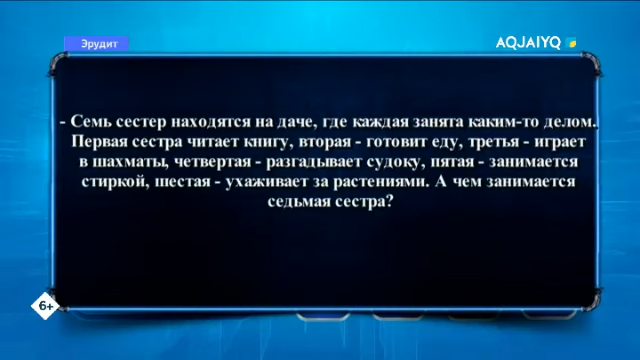 Эрудит
AQJAIYQ
- Семь сестер находятся на даче, где каждая занята каким-то делом.
Первая сестра читает книгу, вторая - готовит еду, третья - играет
в шахматы, четвертая - разгадывает судоку, пятая - занимается
стиркой, шестая - ухаживает за растениями. А чем занимается
седьмая сестра?
6+